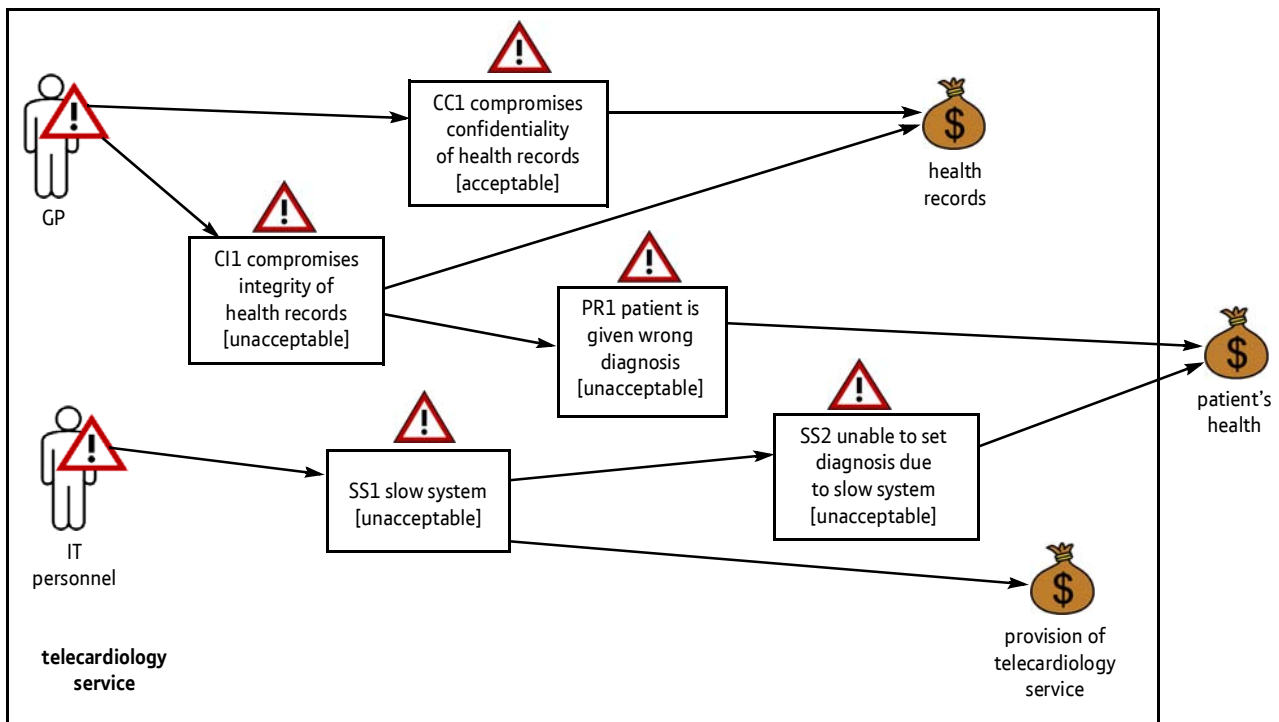 CC1 compromises
confidentiality
of health records
[acceptable]
$
health
records
GP
CI1 compromises
integrity of
health records
[unacceptable]
PR1 patient is
given wrong
diagnosis
[unacceptable]
$
patient's
health
IT
personnel
SS1 slow system
[unacceptable]
SS2 unable to set
diagnosis due
to slow system
[unacceptable]
$
provision of
telecardiology
service
telecardiology
service